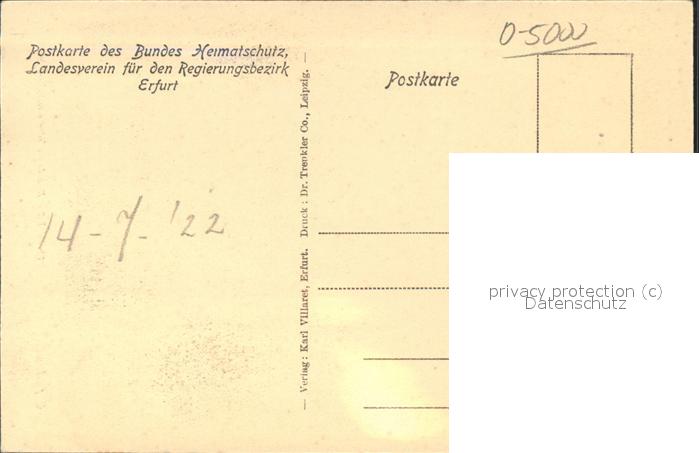 O-5000
Postkarte des Bundes Heimatschutz,
Landesverein für den Regierungsbezirk
Erfurt
Postkarte
— Verlag: Karl Villaret, Erfurt. Druck: Dr. Trenkler Co., Leipzig. —
14-7-'22
privacy protection (c)
Datenschutz